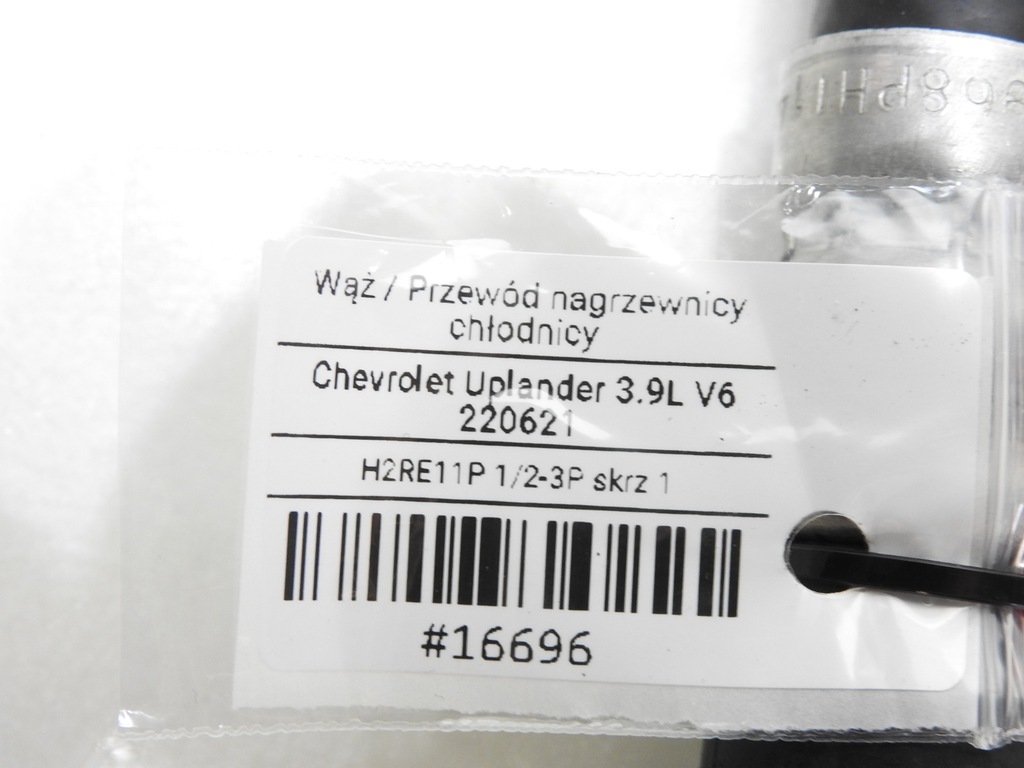 Wąż / Przewód nagrzewnicy
chłodnicy
Chevrolet Uplander 3.9L V6
220621
H2RE11P 1/2-3P skrz 1
#16696